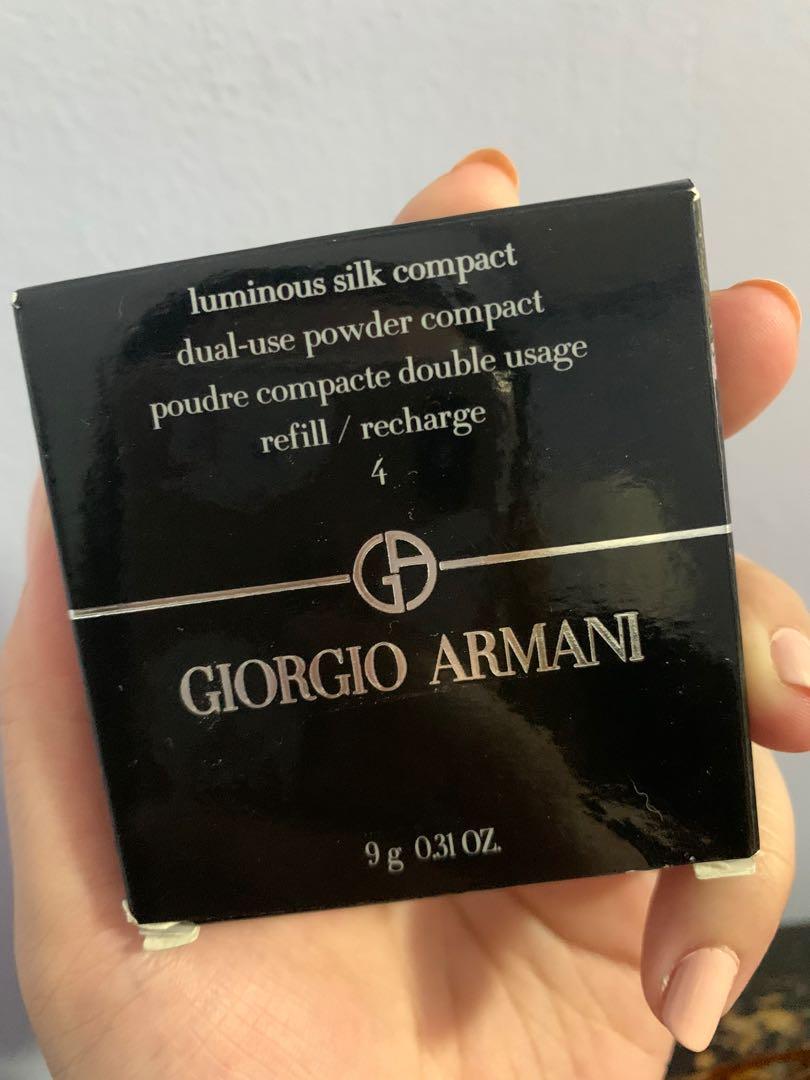 luminous silk compact
dual-use powder compact
poudre compacte double usage
refill / recharge
4
GA
GIORGIO ARMANI
9 g 0.31 OZ.